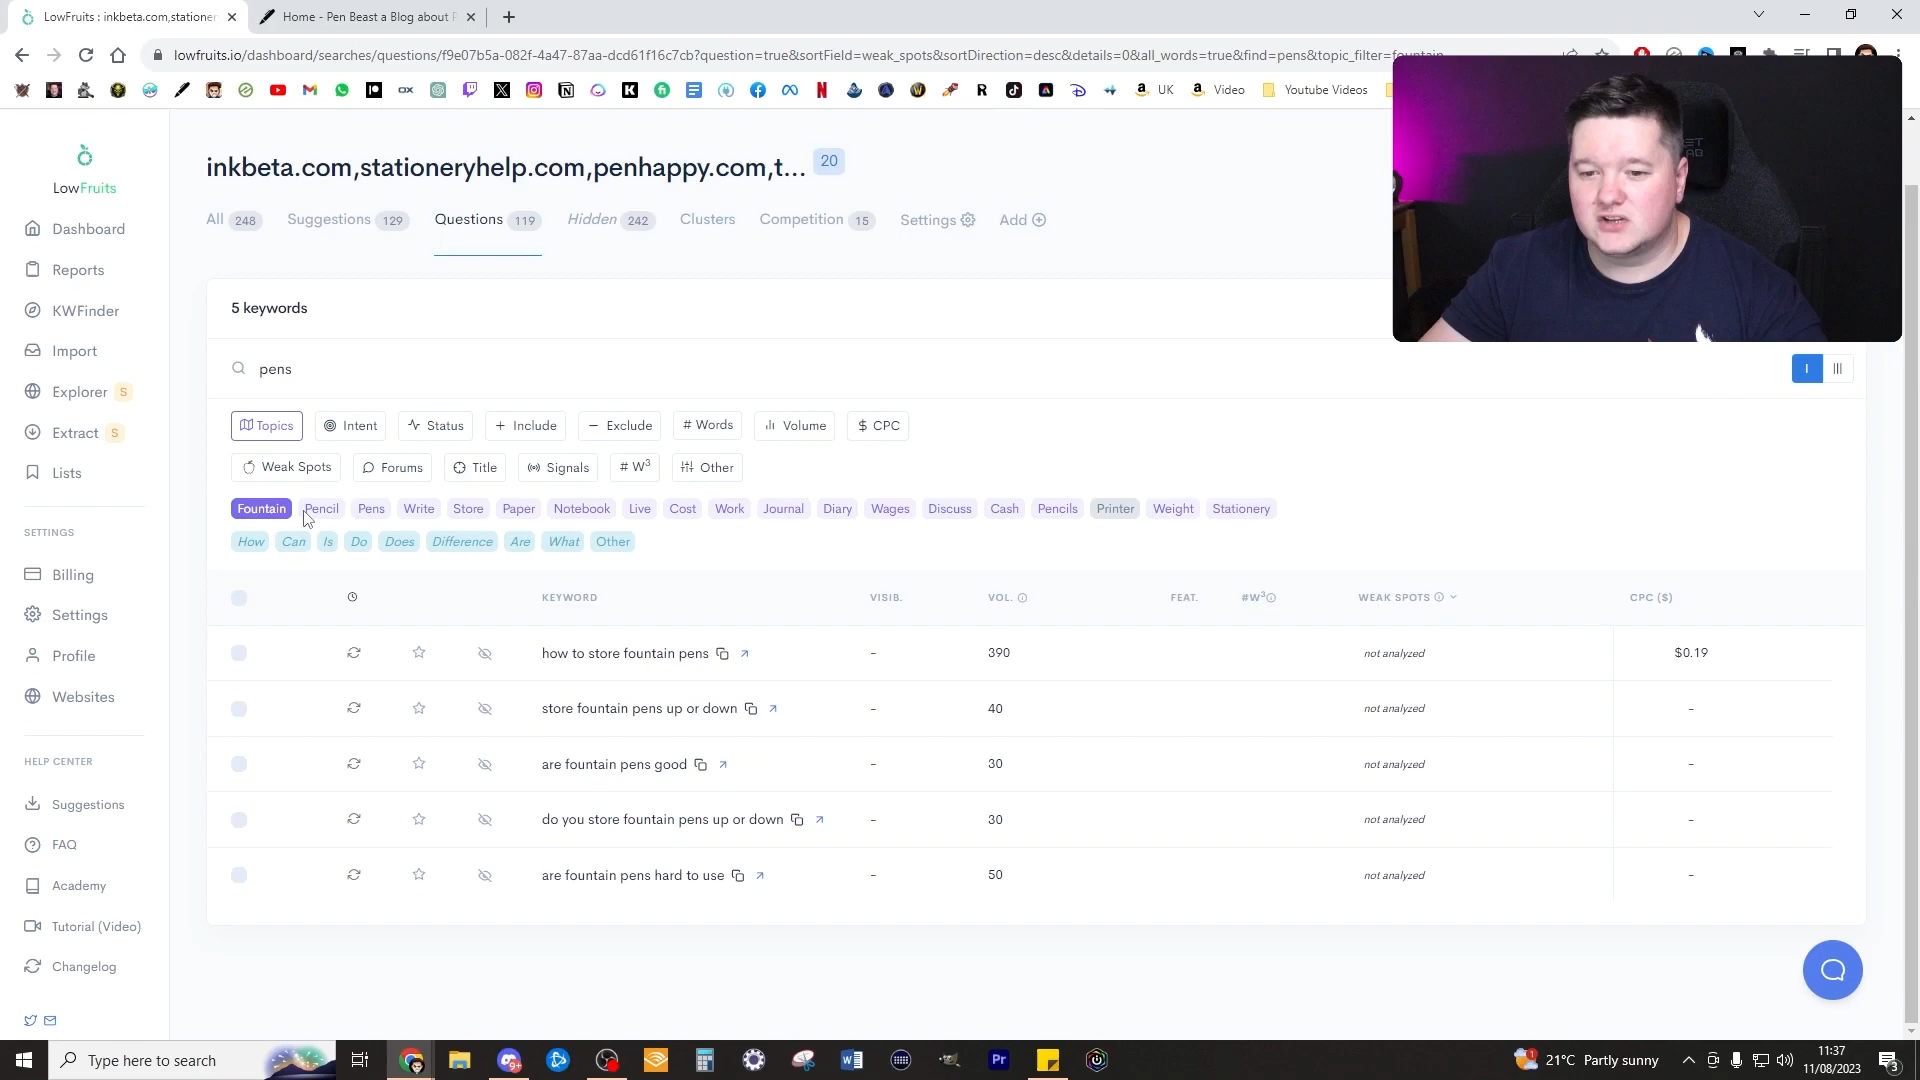 LowFruits : inkbeta.com,stationer
Home - Pen Beast a Blog about P
lowfruits.io/dashboard/searches/questions/f9e07b5a-082f-4a47-87aa-dcd61f16c7cb?question=true&sortField=weak_spots&sortDirection=desc&details=0&all_words=true&find=pens&topic_filter=fountain
UK
Video
Youtube Videos
LowFruits
Dashboard
Reports
KWFinder
Import
Explorer S
Extract S
Lists
SETTINGS
Billing
Settings
Profile
Websites
HELP CENTER
Suggestions
FAQ
Academy
Tutorial (Video)
Changelog
inkbeta.com,stationeryhelp.com,penhappy.com,t... 20
All 248 Suggestions 129 Questions 119 Hidden 242 Clusters Competition 15 Settings Add
5 keywords
pens
Topics Intent Status + Include − Exclude # Words Volume $ CPC
Weak Spots Forums Title Signals # W3 Other
Fountain Pencil Pens Write Store Paper Notebook Live Cost Work Journal Diary Wages Discuss Cash Pencils Printer Weight Stationery
How Can Is Do Does Difference Are What Other
KEYWORD VISIB. VOL. FEAT. #W3 WEAK SPOTS CPC ($)
how to store fountain pens – 390 not analyzed $0.19
store fountain pens up or down – 40 not analyzed –
are fountain pens good – 30 not analyzed –
do you store fountain pens up or down – 30 not analyzed –
are fountain pens hard to use – 50 not analyzed –
Type here to search
21°C Partly sunny
11:37
11/08/2023
3